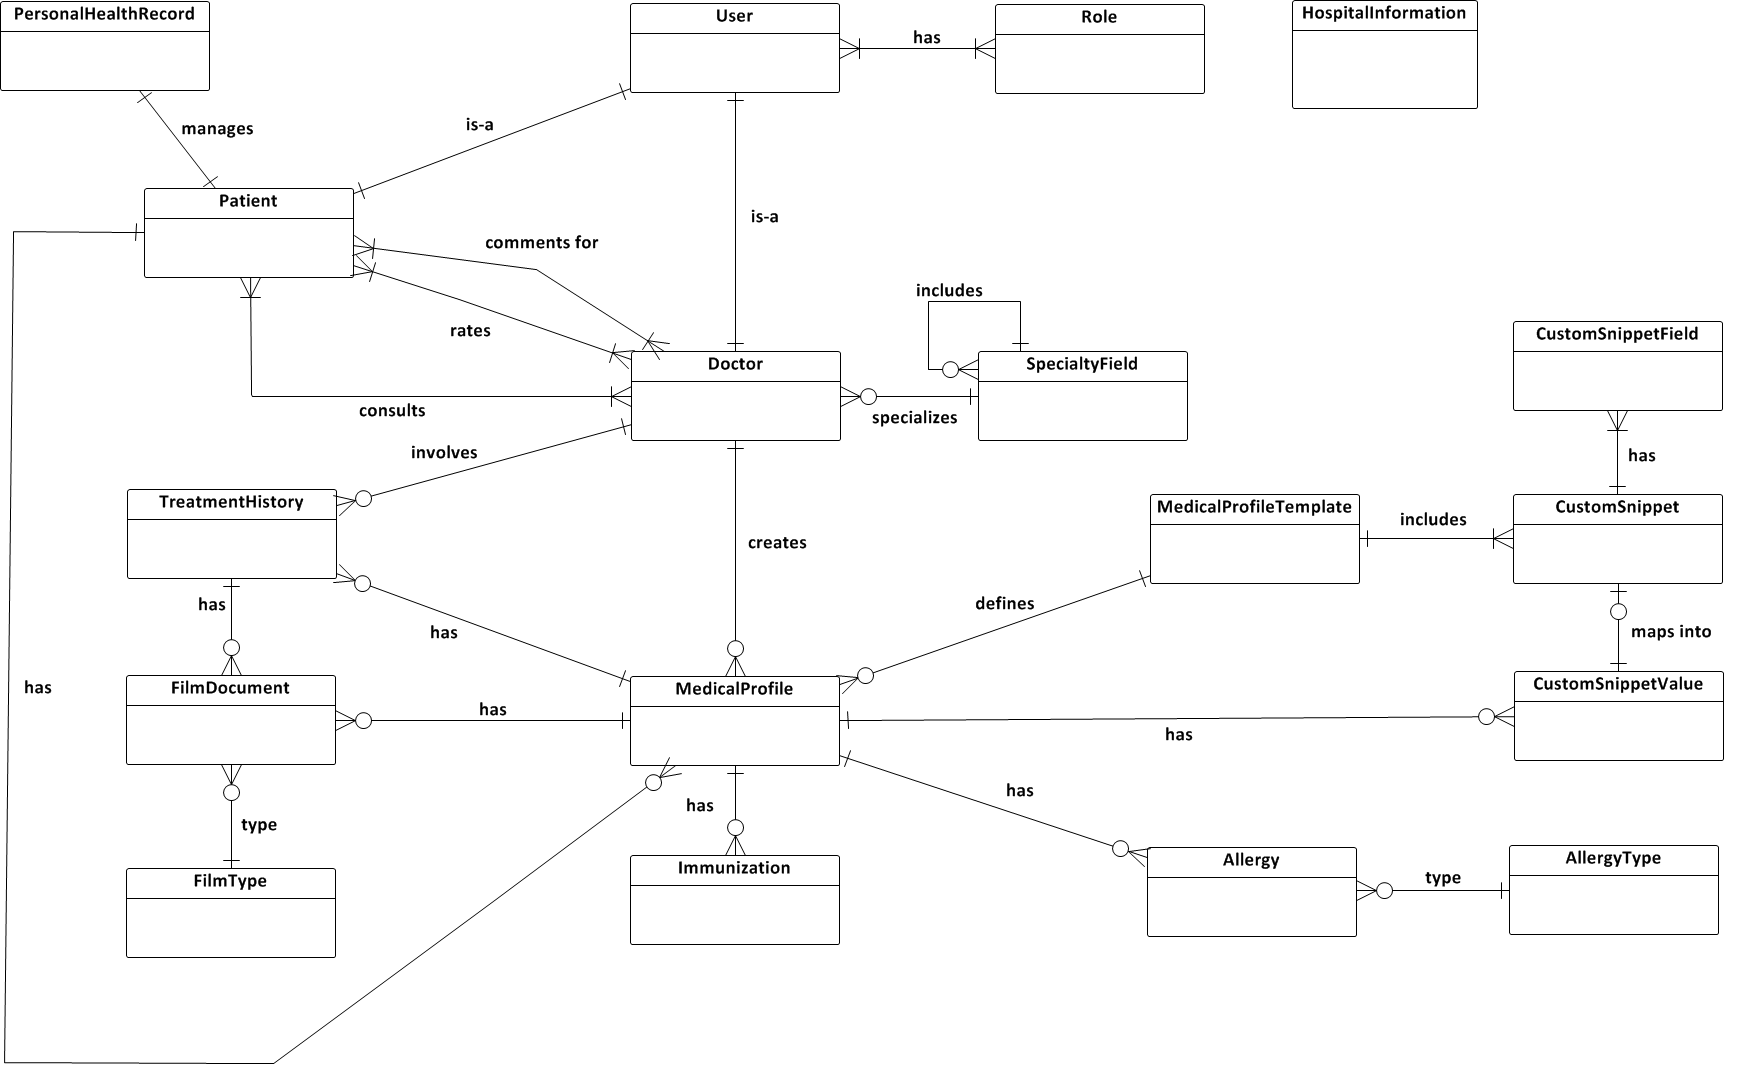 PersonalHealthRecord
User
Role
HospitalInformation
has
manages
is-a
Patient
is-a
comments for
includes
rates
CustomSnippetField
Doctor
SpecialtyField
consults
specializes
involves
has
TreatmentHistory
MedicalProfileTemplate
CustomSnippet
includes
creates
has
defines
has
maps into
has
FilmDocument
MedicalProfile
CustomSnippetValue
has
has
has
has
type
AllergyType
Allergy
Immunization
type
FilmType